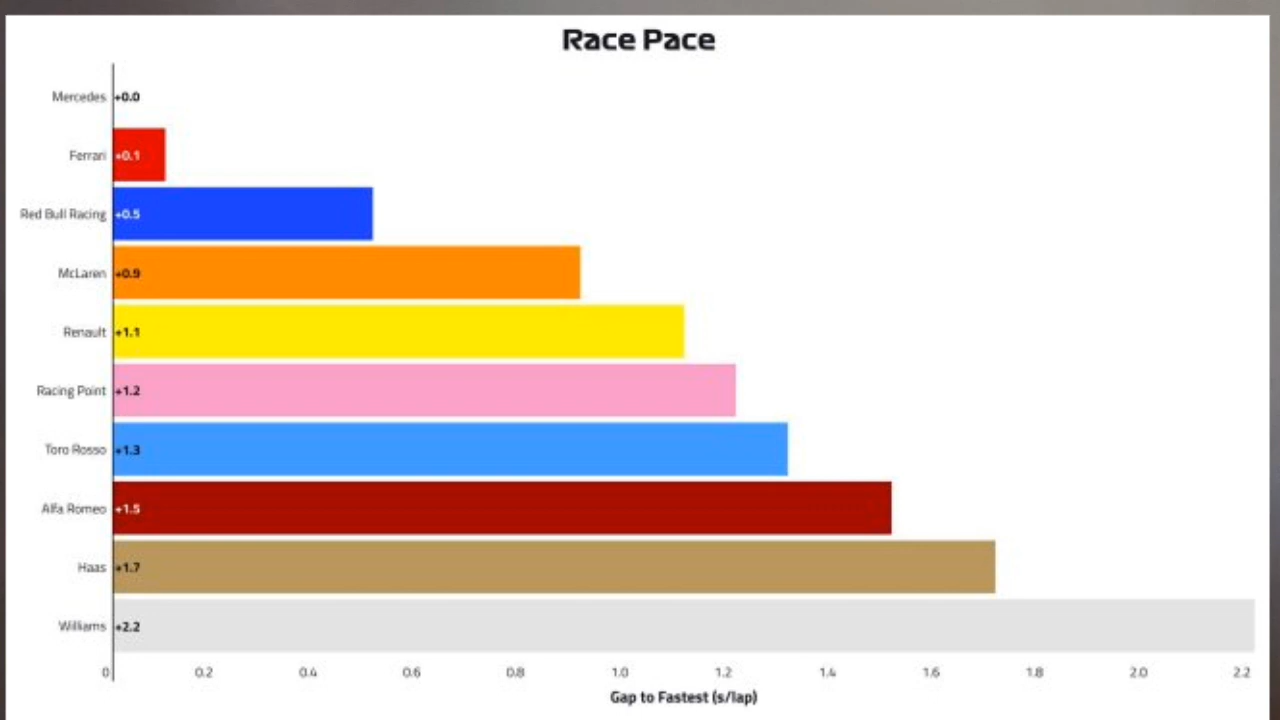 Race Pace
Mercedes +0.0
Ferrari +0.1
Red Bull Racing +0.5
McLaren +0.9
Renault +1.1
Racing Point +1.2
Toro Rosso +1.3
Alfa Romeo +1.5
Haas +1.7
Williams +2.2
0 0.2 0.4 0.6 0.8 1.0 1.2 1.4 1.6 1.8 2.0 2.2
Gap to Fastest (s/lap)